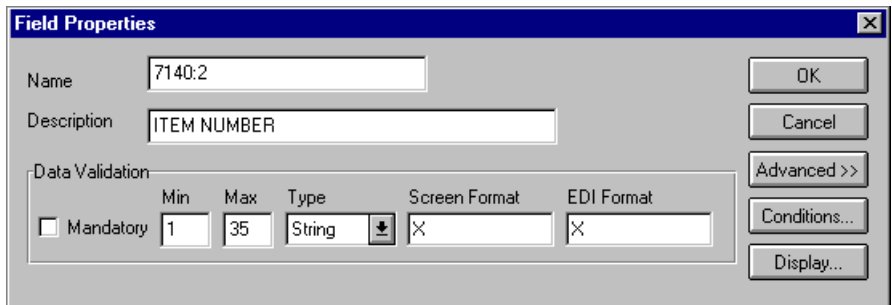 Field Properties
Name 7140:2
Description ITEM NUMBER
Data Validation
Min Max Type Screen Format EDI Format
Mandatory 1 35 String X X
OK
Cancel
Advanced >>
Conditions...
Display...